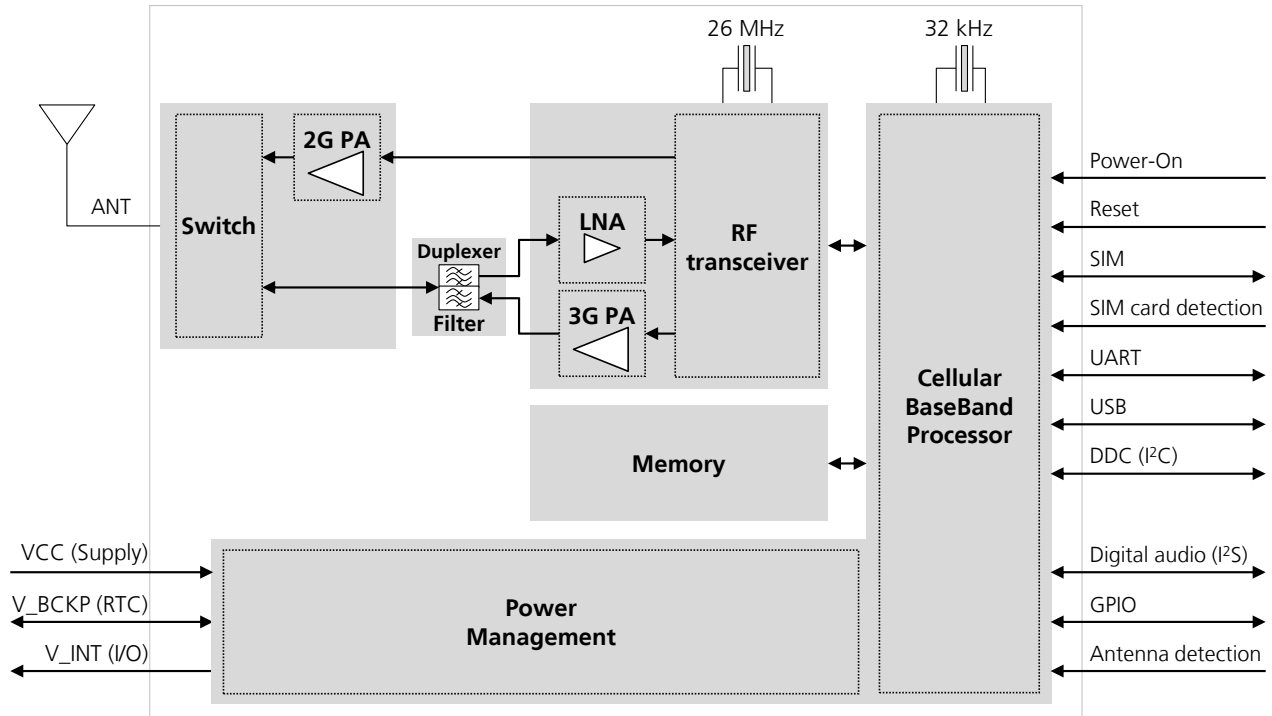 26 MHz
32 kHz
ANT
Switch
2G PA
Duplexer
Filter
LNA
3G PA
RF
transceiver
Memory
Cellular
BaseBand
Processor
Power
Management
VCC (Supply)
V_BCKP (RTC)
V_INT (I/O)
Power-On
Reset
SIM
SIM card detection
UART
USB
DDC (I²C)
Digital audio (I²S)
GPIO
Antenna detection